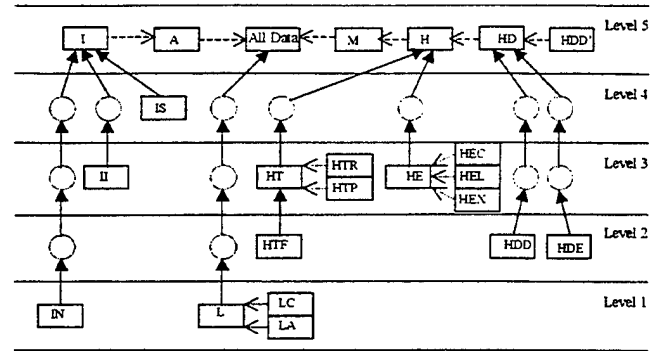 Level 5
I
A
All Data
M
H
HD
HDD'
Level 4
IS
Level 3
II
HT
HTR
HTP
HE
HEC
HEL
HEX
Level 2
HTF
HDD
HDE
Level 1
IN
L
LC
LA